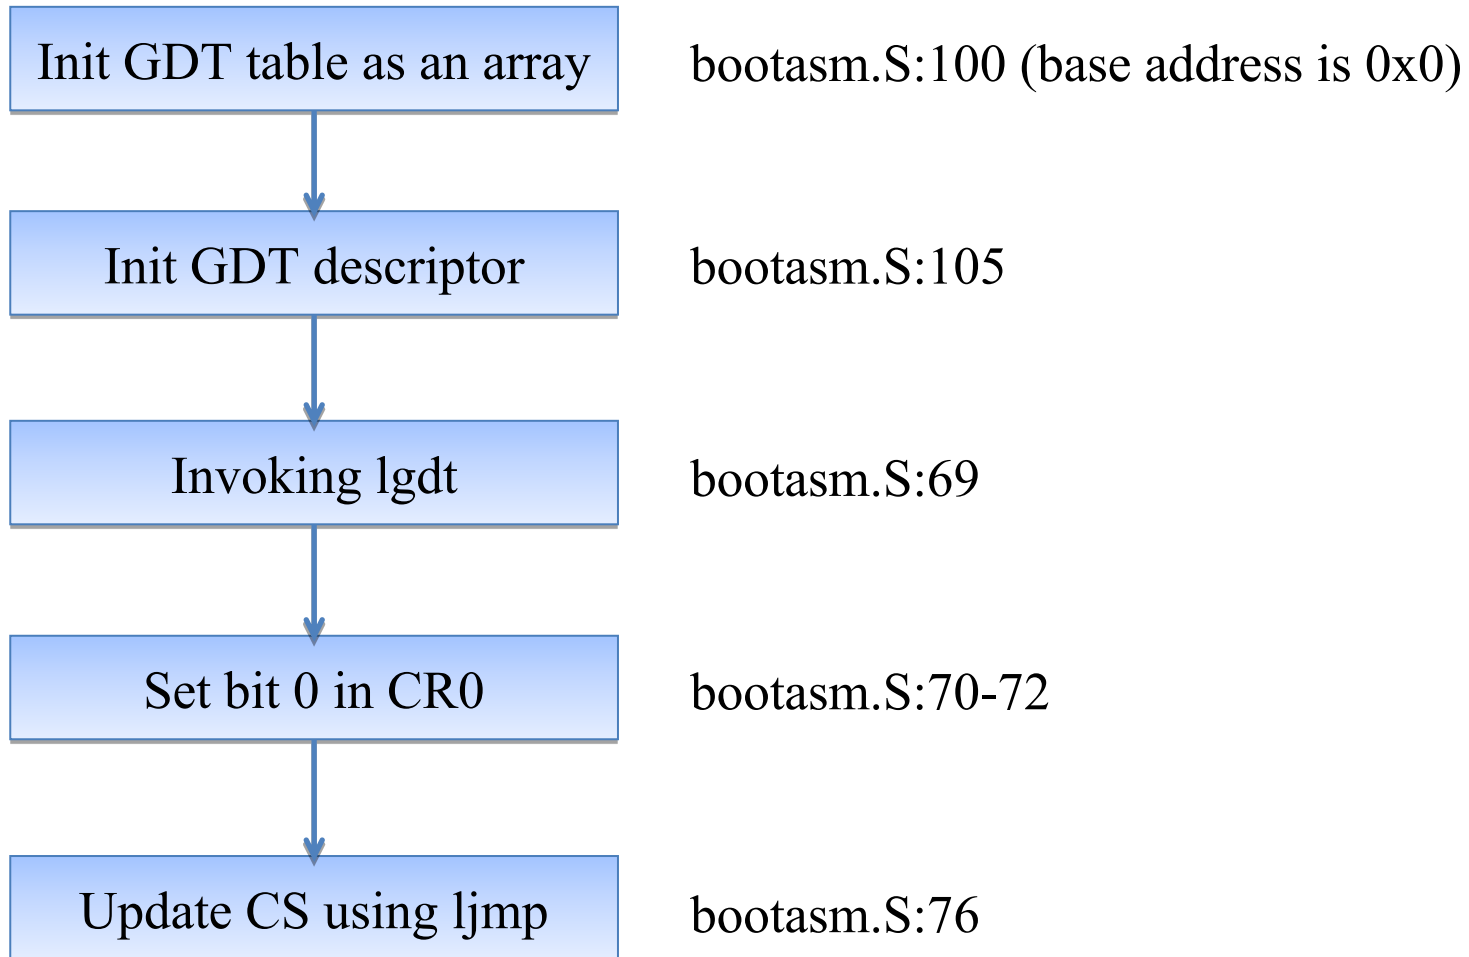 Init GDT table as an array bootasm.S:100 (base address is 0x0)
Init GDT descriptor bootasm.S:105
Invoking lgdt bootasm.S:69
Set bit 0 in CR0 bootasm.S:70-72
Update CS using ljmp bootasm.S:76